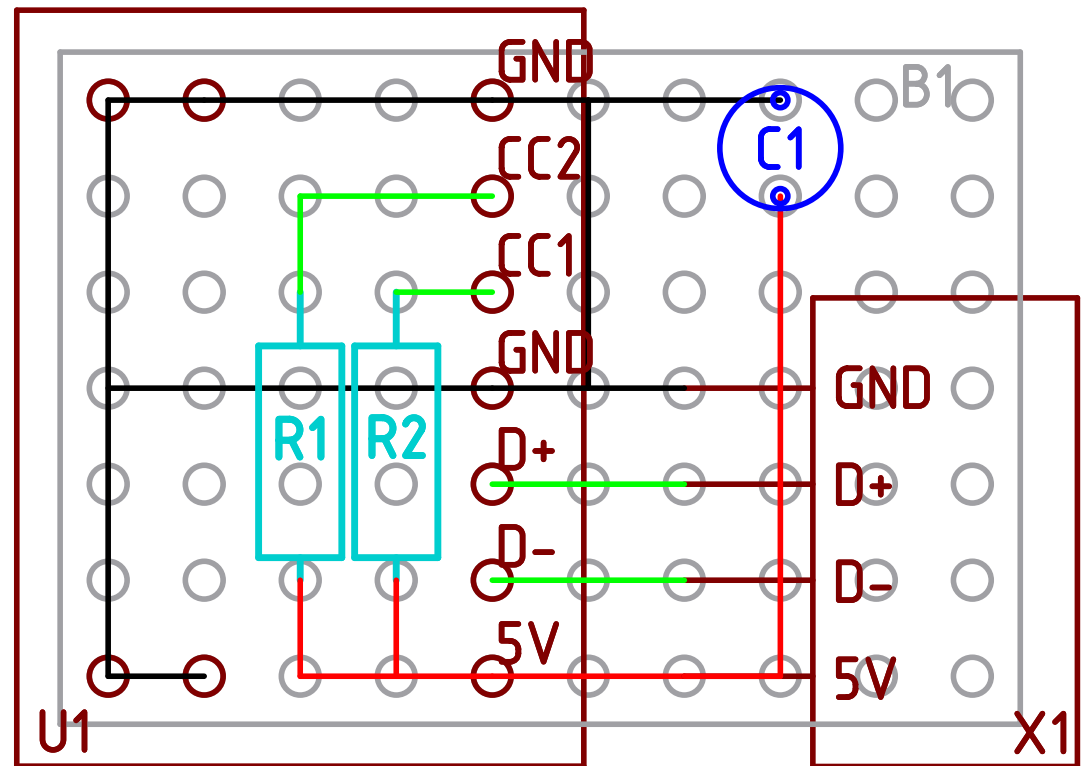 GND
B1
CC2
C1
CC1
GND
GND
R1
R2
D+
D+
D-
D-
5V
5V
U1
X1